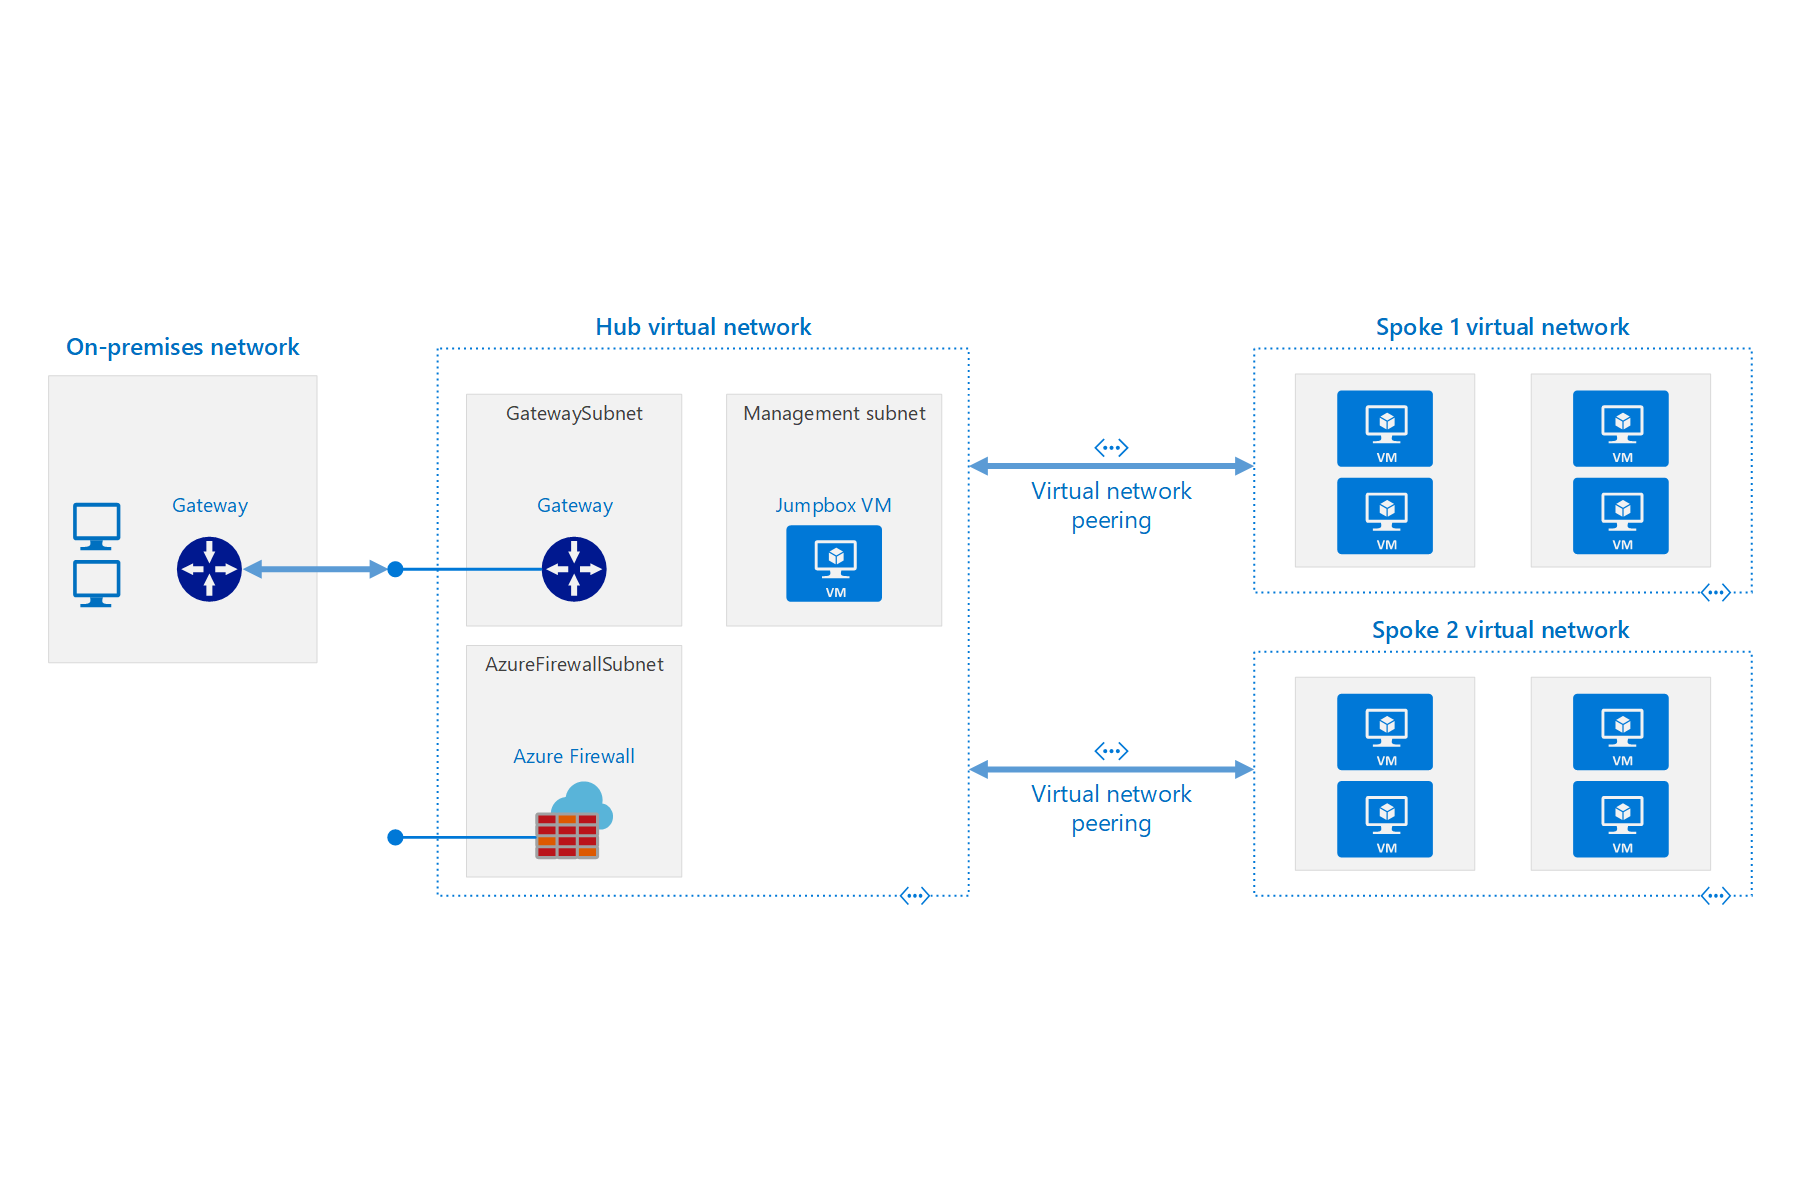 On-premises network
Gateway
Hub virtual network
GatewaySubnet
Gateway
Management subnet
Jumpbox VM
VM
AzureFirewallSubnet
Azure Firewall
Virtual network
peering
Virtual network
peering
Spoke 1 virtual network
VM
VM
VM
VM
Spoke 2 virtual network
VM
VM
VM
VM